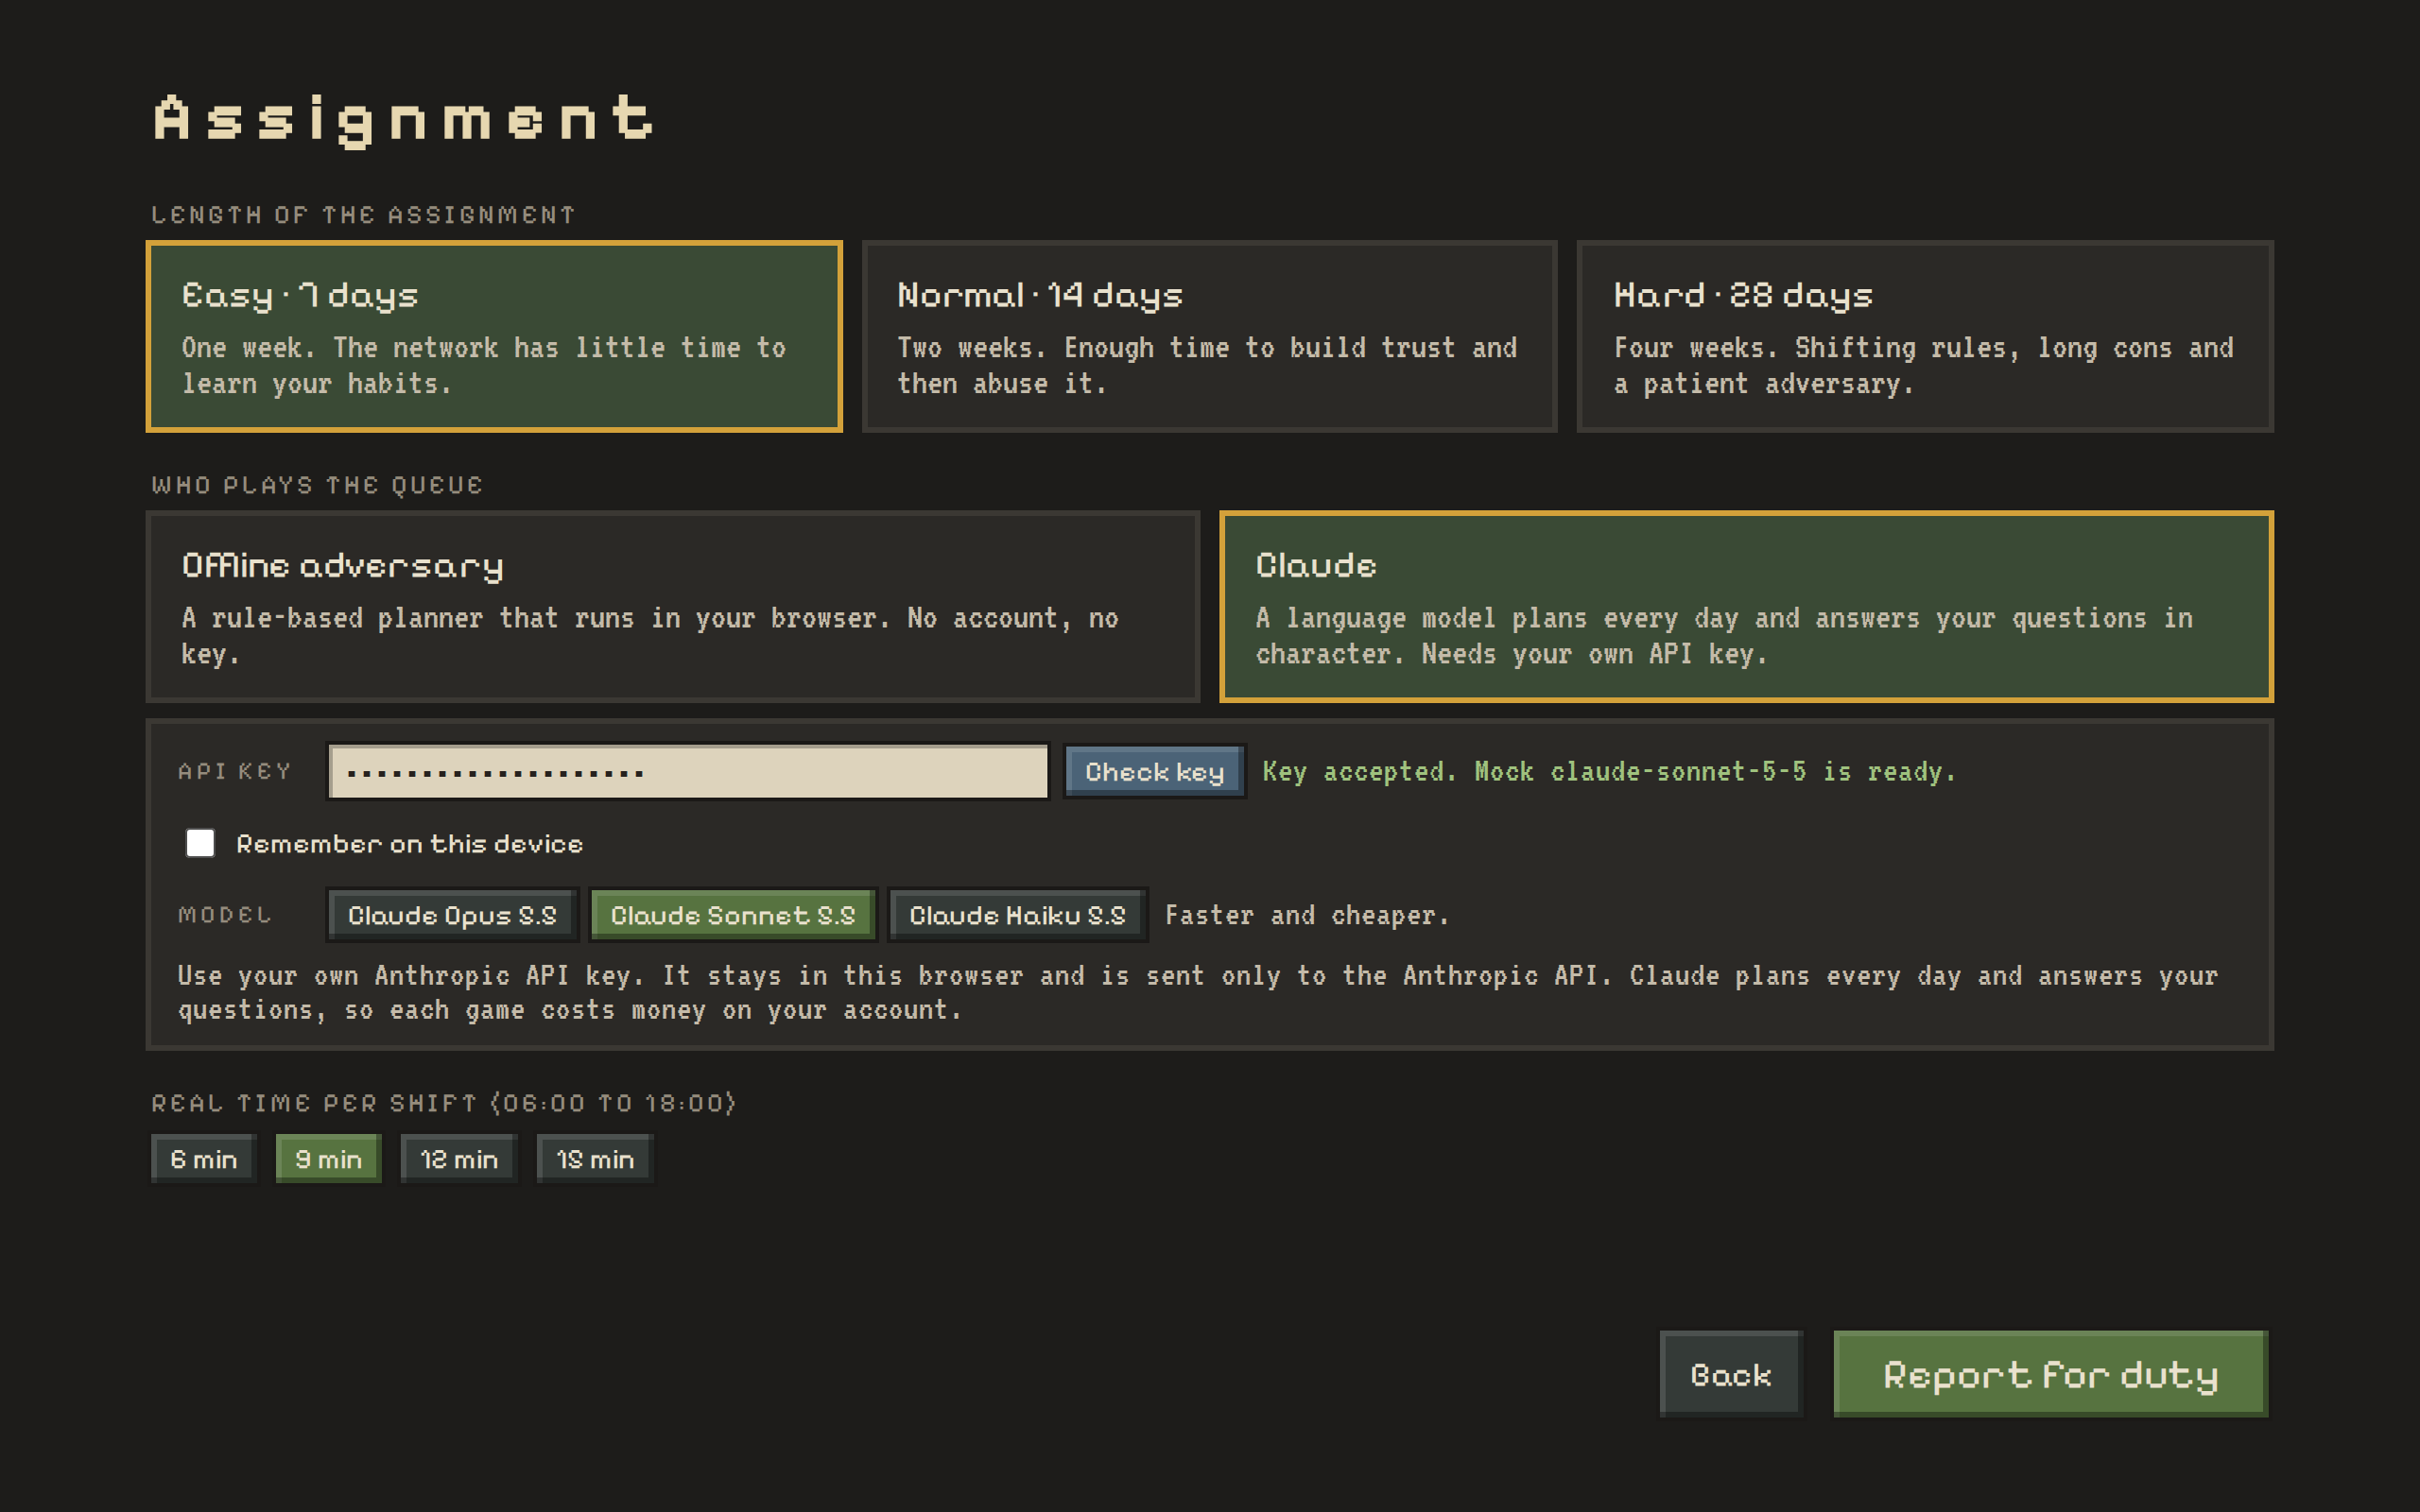 Assignment
LENGTH OF THE ASSIGNMENT
Easy · 7 days
One week. The network has little time to
learn your habits.
Normal · 14 days
Two weeks. Enough time to build trust and
then abuse it.
Hard · 28 days
Four weeks. Shifting rules, long cons and
a patient adversary.
WHO PLAYS THE QUEUE
Offline adversary
A rule-based planner that runs in your browser. No account, no
key.
Claude
A language model plans every day and answers your questions in
character. Needs your own API key.
API KEY
Check key
Key accepted. Mock claude-sonnet-5-5 is ready.
Remember on this device
MODEL
Claude Opus 5.5
Claude Sonnet 5.5
Claude Haiku 5.5
Faster and cheaper.
Use your own Anthropic API key. It stays in this browser and is sent only to the Anthropic API. Claude plans every day and answers your
questions, so each game costs money on your account.
REAL TIME PER SHIFT (06:00 TO 18:00)
6 min
9 min
12 min
15 min
Back
Report for duty